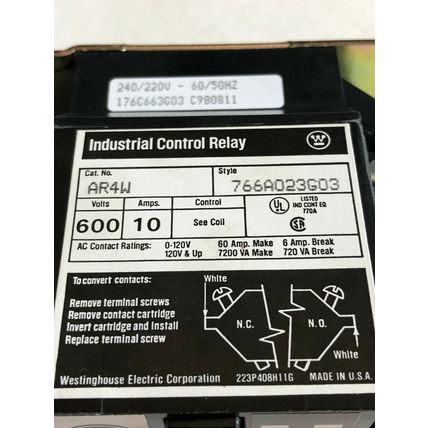 240/220V - 60/50HZ
176C663G03 C980811
Industrial Control Relay
Cat. No. Style
AR4W 766A023G03
Volts Amps. Control
600 10 See Coil
UL LISTED
IND CONT EQ
770A
SA
AC Contact Ratings: 0-120V 60 Amp. Make 6 Amp. Break
120V & Up 7200 VA Make 720 VA Break
To convert contacts:
Remove terminal screws
Remove contact cartridge
Invert cartridge and Install
Replace terminal screw
White
N.C. N.O.
White
Westinghouse Electric Corporation 223P408H11G MADE IN U.S.A.